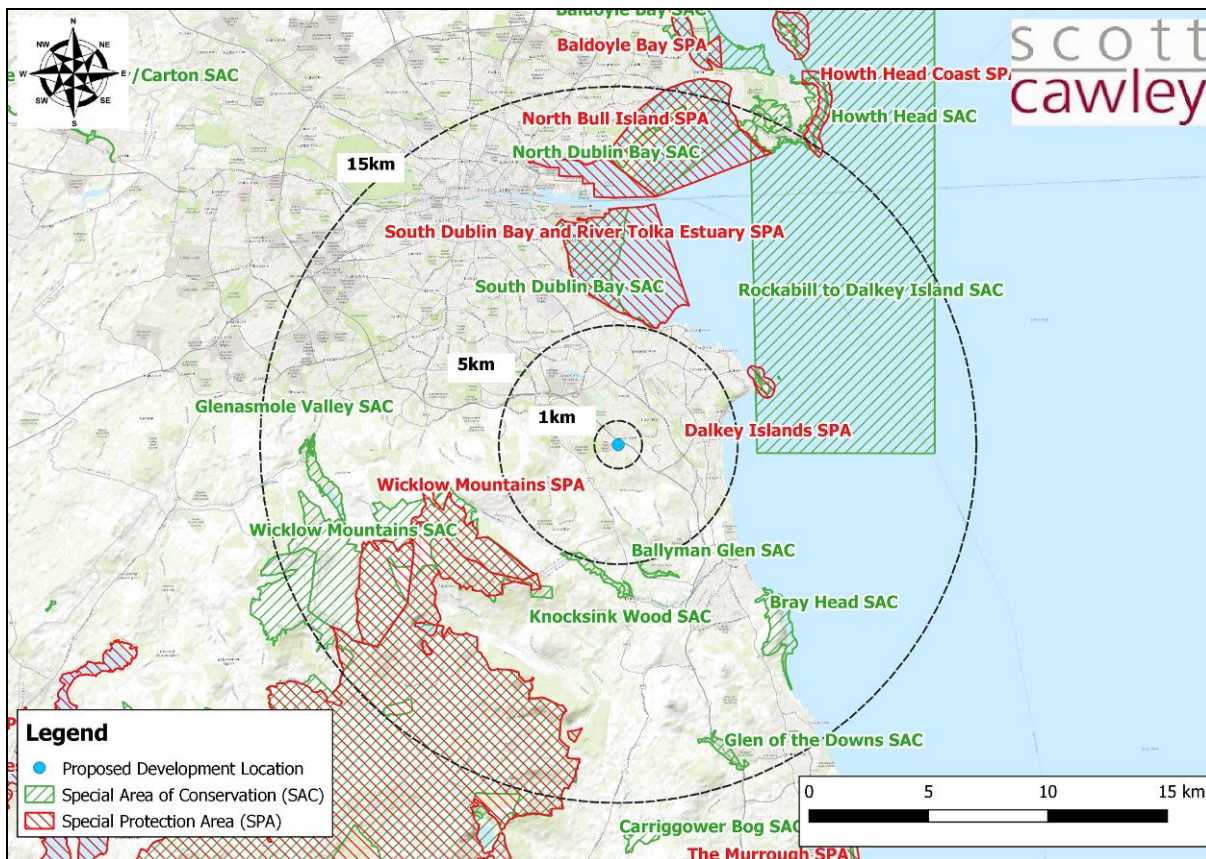 N
NW
NE
W
E
SW
SE
S
Baldoyle Bay SAC
Baldoyle Bay SPA
scott
cawley
/Carton SAC
Howth Head Coast SPA
North Bull Island SPA
Howth Head SAC
North Dublin Bay SAC
15km
South Dublin Bay and River Tolka Estuary SPA
South Dublin Bay SAC
Rockabill to Dalkey Island SAC
5km
Glenasmole Valley SAC
1km
Dalkey Islands SPA
Wicklow Mountains SPA
Wicklow Mountains SAC
Ballyman Glen SAC
Knocksink Wood SAC
Bray Head SAC
Glen of the Downs SAC
Legend
Proposed Development Location
Special Area of Conservation (SAC)
Special Protection Area (SPA)
0 5 10 15 km
Carriggower Bog SAC
The Murrough SPA